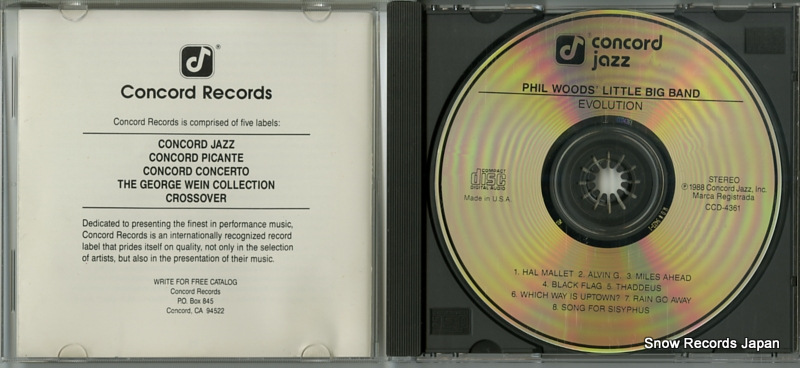 Concord Records
Concord Records is comprised of five labels:
CONCORD JAZZ
CONCORD PICANTE
CONCORD CONCERTO
THE GEORGE WEIN COLLECTION
CROSSOVER
Dedicated to presenting the finest in performance music,
Concord Records is an internationally recognized record
label that prides itself on quality, not only in the selection
of artists, but also in the presentation of their music.
WRITE FOR FREE CATALOG
Concord Records
P.O. Box 845
Concord, CA 94522
concord
jazz
PHIL WOODS' LITTLE BIG BAND
EVOLUTION
COMPACT
disc
DIGITAL AUDIO
Made in U.S.A.
STEREO
℗1988 Concord Jazz, Inc.
Marca Registrada
CCD-4361
1. HAL MALLET 2. ALVIN G. 3. MILES AHEAD
4. BLACK FLAG 5. THADDEUS
6. WHICH WAY IS UPTOWN? 7. RAIN GO AWAY
8. SONG FOR SISYPHUS
Snow Records Japan